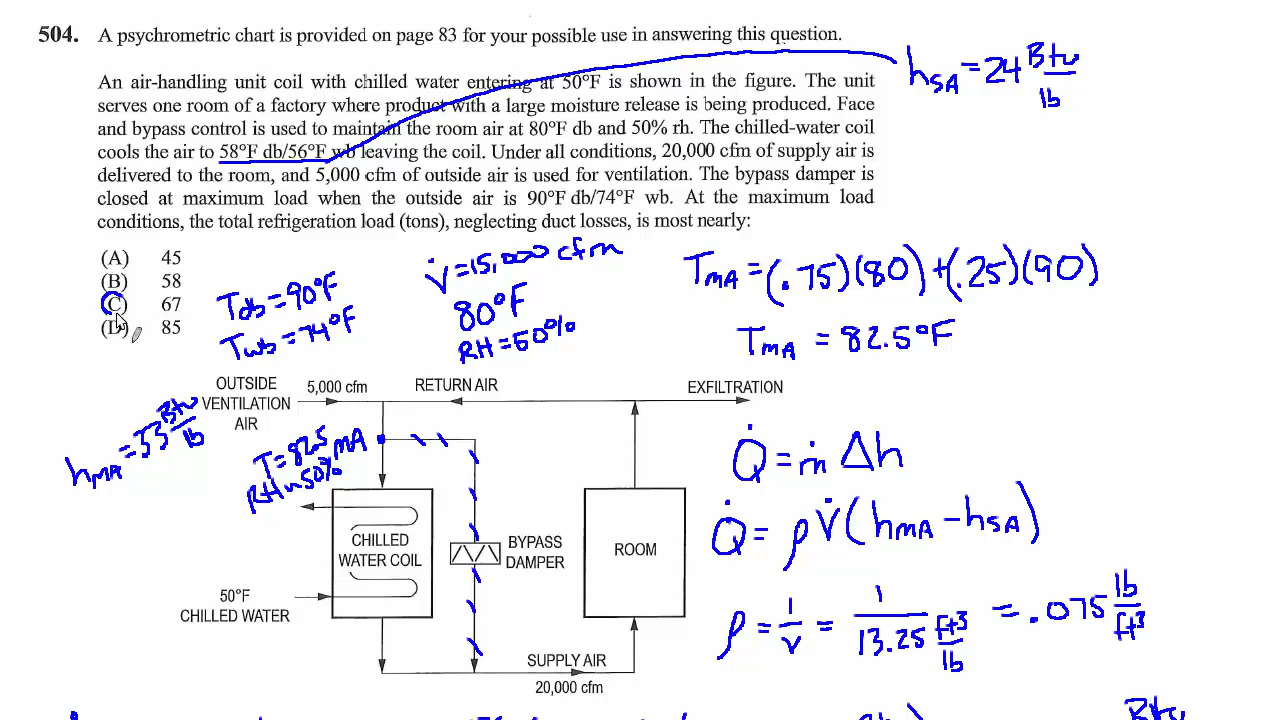 504. A psychrometric chart is provided on page 83 for your possible use in answering this question.
h_SA = 24 Btu/lb
An air-handling unit coil with chilled water entering at 50°F is shown in the figure. The unit
serves one room of a factory where product with a large moisture release is being produced. Face
and bypass control is used to maintain the room air at 80°F db and 50% rh. The chilled-water coil
cools the air to 58°F db/56°F wb leaving the coil. Under all conditions, 20,000 cfm of supply air is
delivered to the room, and 5,000 cfm of outside air is used for ventilation. The bypass damper is
closed at maximum load when the outside air is 90°F db/74°F wb. At the maximum load
conditions, the total refrigeration load (tons), neglecting duct losses, is most nearly:
(A) 45
(B) 58
(C) 67
(D) 85
T_db = 90°F
T_wb = 74°F
V̇ = 15,000 cfm
80°F
RH = 50%
T_MA = (.75)(80) + (.25)(90)
T_MA = 82.5°F
OUTSIDE
VENTILATION
AIR
5,000 cfm
RETURN AIR
EXFILTRATION
h_MA = 33 Btu/lb
T = 82.5 MA
RH ≈ 50%
CHILLED
WATER COIL
BYPASS
DAMPER
ROOM
50°F
CHILLED WATER
SUPPLY AIR
20,000 cfm
Q̇ = ṁ Δh
Q̇ = ρ V̇ (h_MA − h_SA)
ρ = 1/v = 1/(13.25 ft³/lb) = .075 lb/ft³
Btu